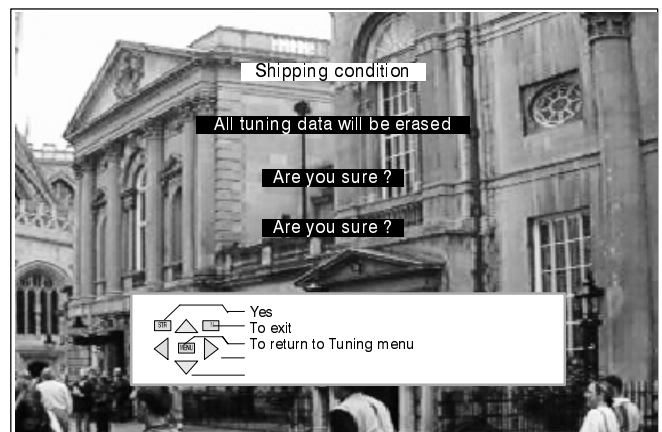 Shipping condition
All tuning data will be erased
Are you sure ?
Are you sure ?
Yes
STR
To exit
MENU
To return to Tuning menu